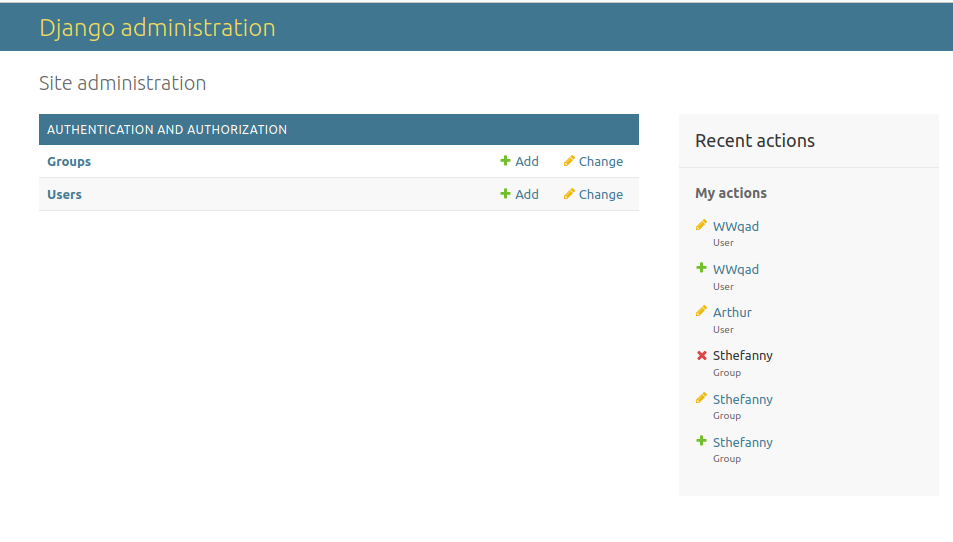 Django administration
Site administration
AUTHENTICATION AND AUTHORIZATION
Groups Add Change
Users Add Change
Recent actions
My actions
WWqad
User
WWqad
User
Arthur
User
Sthefanny
Group
Sthefanny
Group
Sthefanny
Group